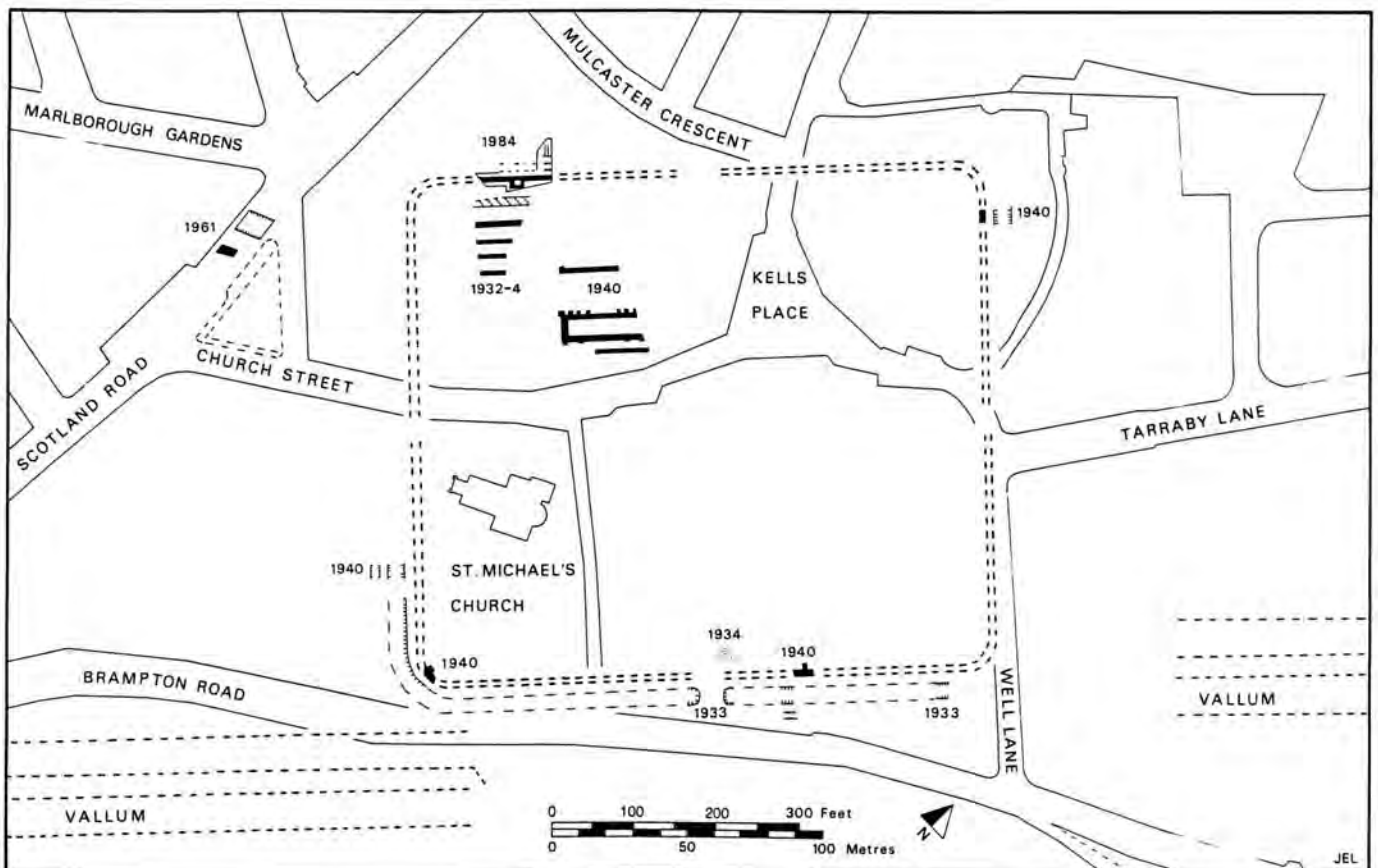 MULCASTER CRESCENT
MARLBOROUGH GARDENS
1984
1940
1961
KELLS
PLACE
1932-4
1940
SCOTLAND ROAD
CHURCH STREET
TARRABY LANE
1940
ST. MICHAEL'S
CHURCH
1934
1940
1940
BRAMPTON ROAD
1933
1933
WELL LANE
VALLUM
VALLUM
0 100 200 300 Feet
0 50 100 Metres
N
JEL